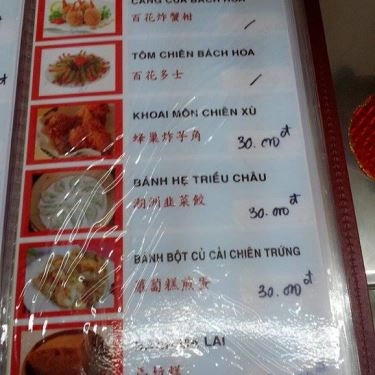 CÀNG CUA BÁCH HOA
百花炸蟹柑
TÔM CHIÊN BÁCH HOA
百花多士
KHOAI MÔN CHIÊN XÙ
蜂巢炸芋角
30.000đ
BÁNH HẸ TRIỀU CHÂU
潮洲韭菜餃
30.000
BÁNH BỘT CỦ CẢI CHIÊN TRỨNG
蘿蔔糕煎蛋
30.000đ
LAI